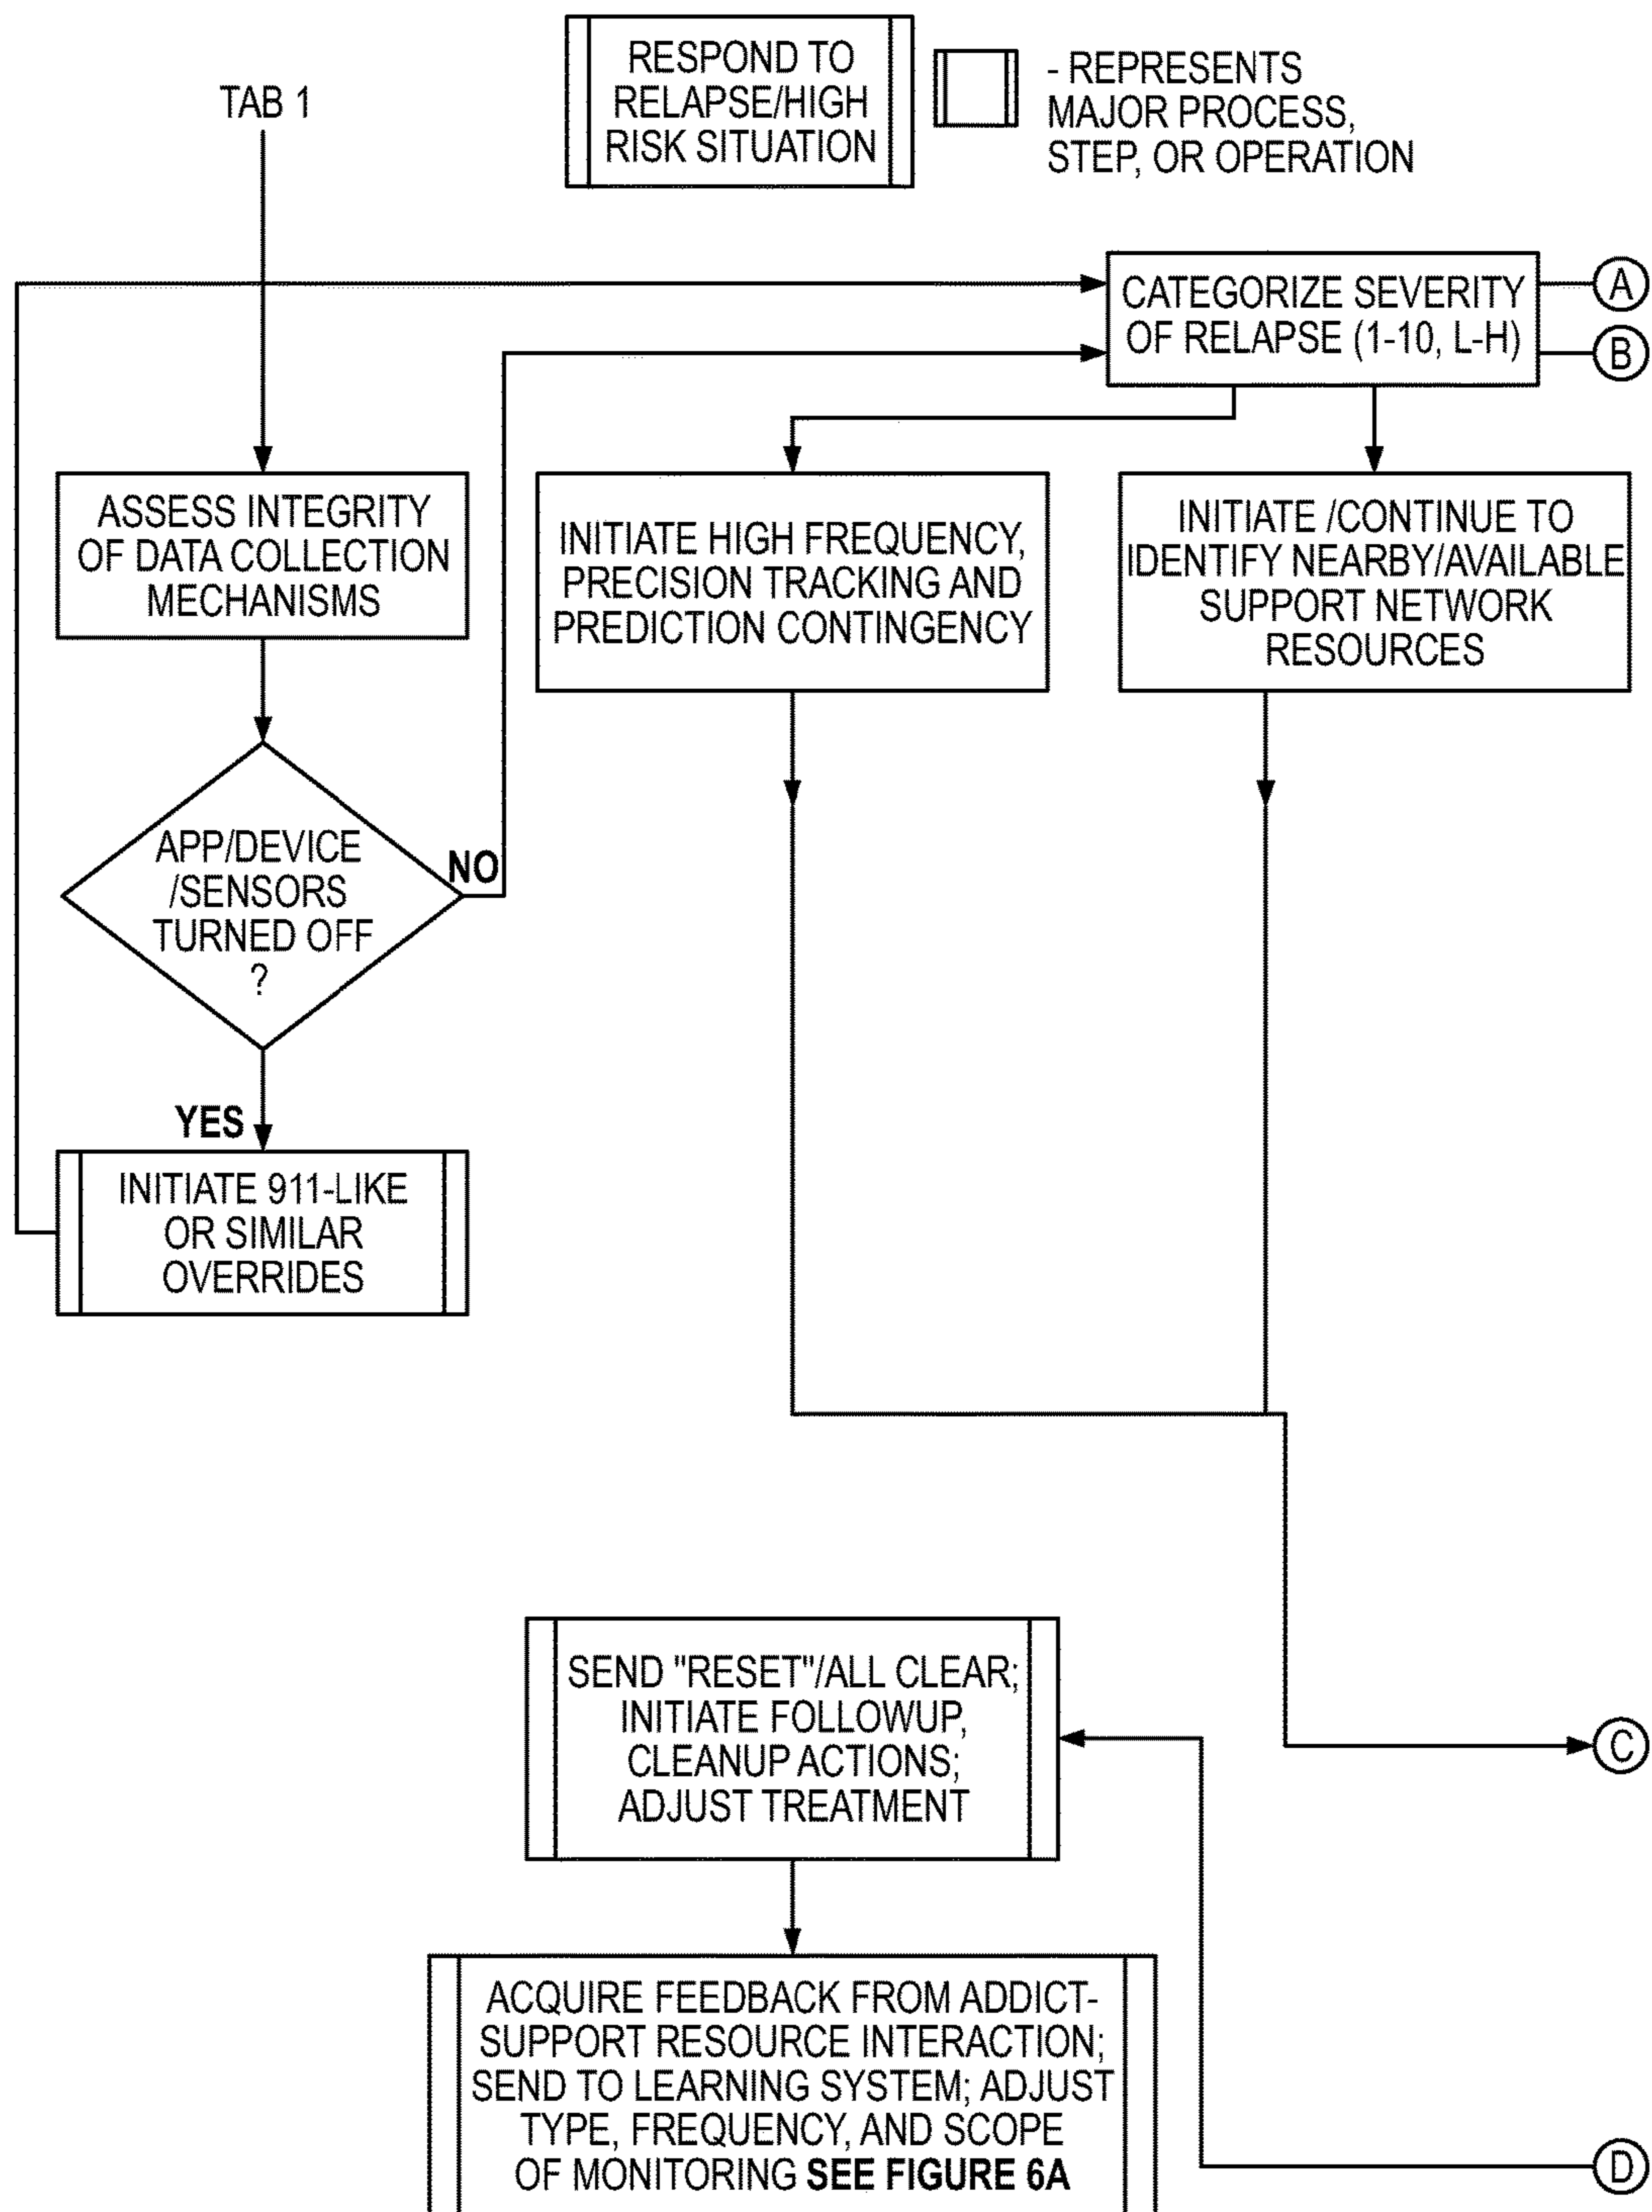 RESPOND TO
RELAPSE/HIGH
RISK SITUATION
- REPRESENTS
MAJOR PROCESS,
STEP, OR OPERATION
TAB 1
CATEGORIZE SEVERITY
OF RELAPSE (1-10, L-H)
A
B
ASSESS INTEGRITY
OF DATA COLLECTION
MECHANISMS
INITIATE HIGH FREQUENCY,
PRECISION TRACKING AND
PREDICTION CONTINGENCY
INITIATE /CONTINUE TO
IDENTIFY NEARBY/AVAILABLE
SUPPORT NETWORK
RESOURCES
APP/DEVICE
/SENSORS
TURNED OFF
?
NO
YES
INITIATE 911-LIKE
OR SIMILAR
OVERRIDES
SEND "RESET"/ALL CLEAR;
INITIATE FOLLOWUP,
CLEANUP ACTIONS;
ADJUST TREATMENT
C
ACQUIRE FEEDBACK FROM ADDICT-
SUPPORT RESOURCE INTERACTION;
SEND TO LEARNING SYSTEM; ADJUST
TYPE, FREQUENCY, AND SCOPE
OF MONITORING SEE FIGURE 6A
D